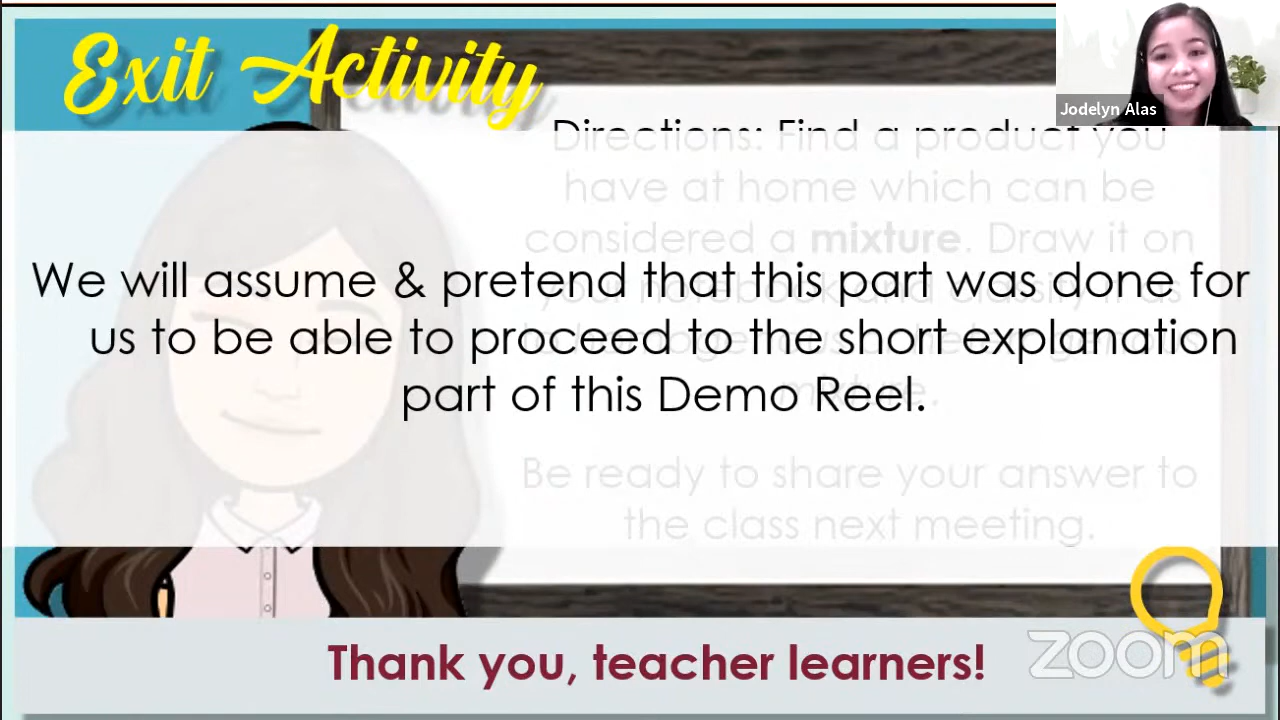 Exit Activity
Jodelyn Alas
Directions: Find a product you
have at home which can be
considered a mixture. Draw it on
We will assume & pretend that this part was done for
us to be able to proceed to the short explanation
part of this Demo Reel.
Be ready to share your answer to
the class next meeting.
Thank you, teacher learners!
zoom